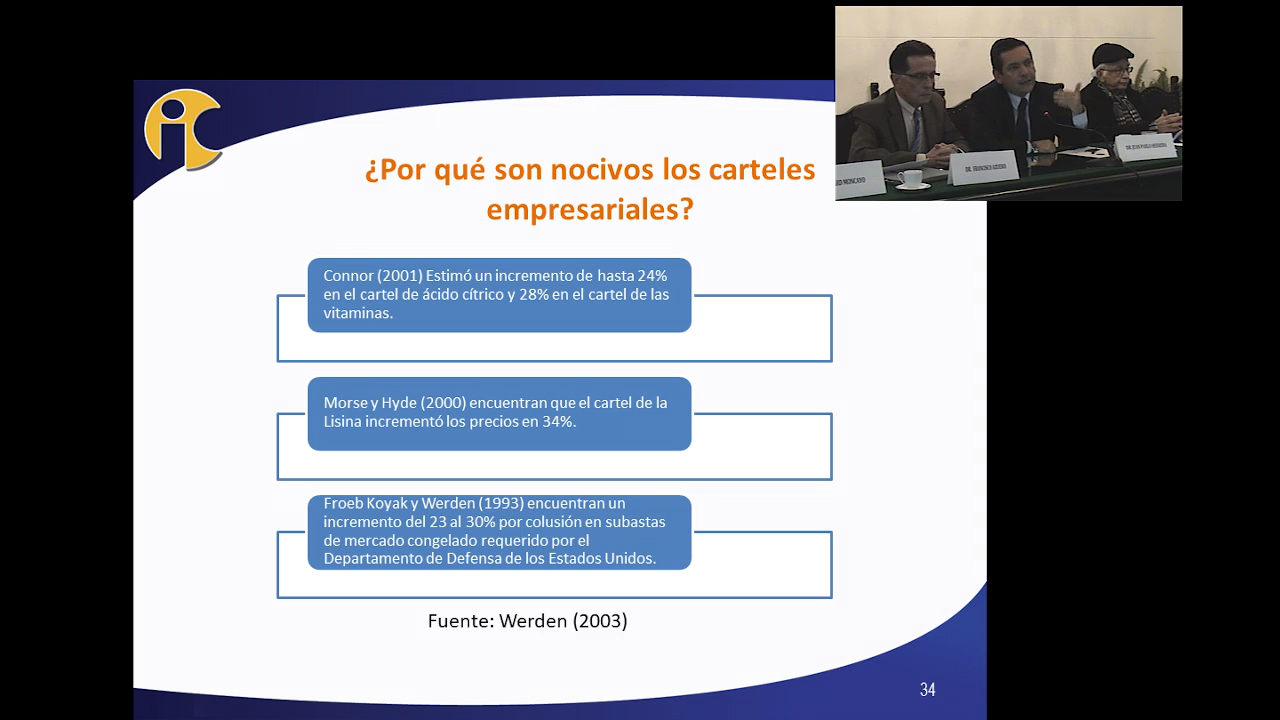 ¿Por qué son nocivos los carteles
empresariales?
Connor (2001) Estimó un incremento de hasta 24%
en el cartel de ácido cítrico y 28% en el cartel de las
vitaminas.
Morse y Hyde (2000) encuentran que el cartel de la
Lisina incrementó los precios en 34%.
Froeb Koyak y Werden (1993) encuentran un
incremento del 23 al 30% por colusión en subastas
de mercado congelado requerido por el
Departamento de Defensa de los Estados Unidos.
Fuente: Werden (2003)
34
DR. FRANCISCO
DR. JUAN PABLO
MONCAYO